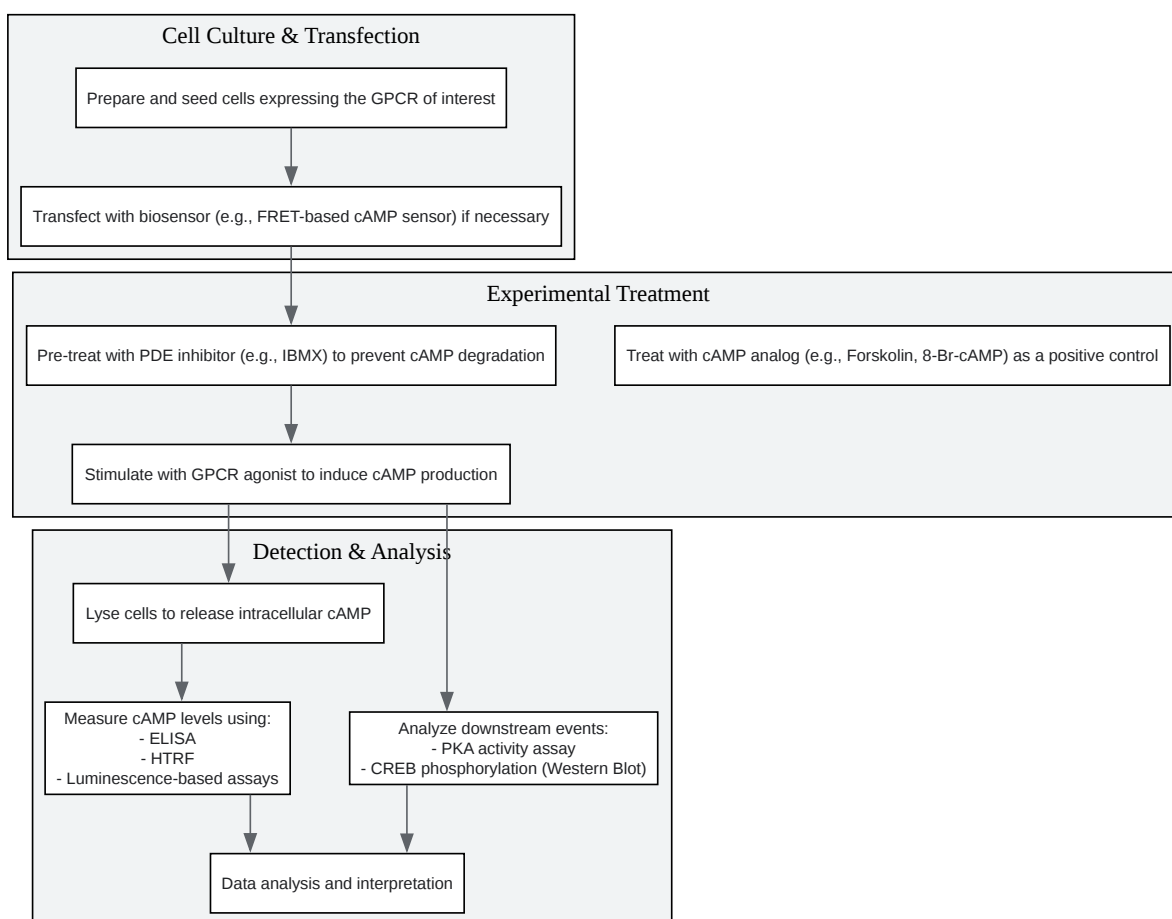 Cell Culture & Transfection
Prepare and seed cells expressing the GPCR of interest
Transfect with biosensor (e.g., FRET-based cAMP sensor) if necessary
Experimental Treatment
Pre-treat with PDE inhibitor (e.g., IBMX) to prevent cAMP degradation
Treat with cAMP analog (e.g., Forskolin, 8-Br-cAMP) as a positive control
Stimulate with GPCR agonist to induce cAMP production
Detection & Analysis
Lyse cells to release intracellular cAMP
Measure cAMP levels using:
- ELISA
- HTRF
- Luminescence-based assays
Analyze downstream events:
- PKA activity assay
- CREB phosphorylation (Western Blot)
Data analysis and interpretation